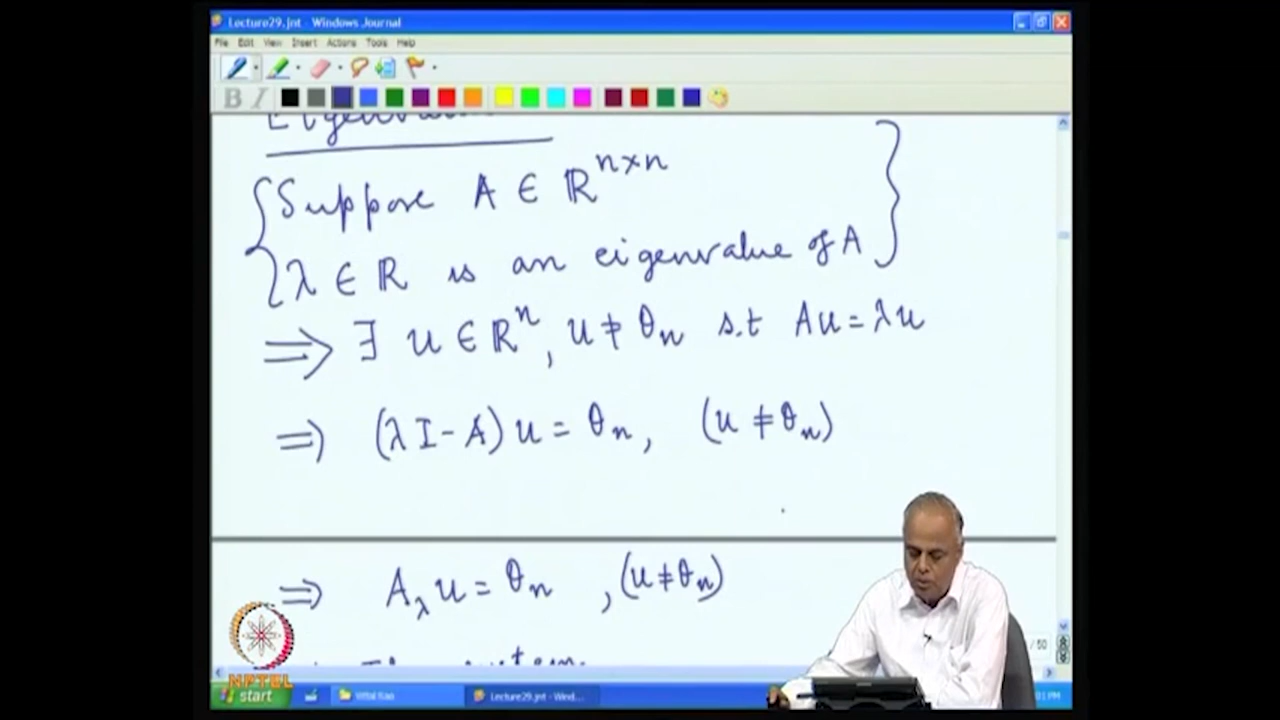 Lecture29.jnt - Windows Journal
File Edit View Insert Actions Tools Help
B I
Suppose A ∈ ℝ^{n×n}
λ ∈ ℝ is an eigenvalue of A
⟹ ∃ u ∈ ℝ^n, u ≠ θ_n s.t Au = λu
⟹ (λI - A) u = θ_n, (u ≠ θ_n)
⟹ A_λ u = θ_n , (u ≠ θ_n)
/ 50
NPTEL
start
Lecture29.jnt - Wind...